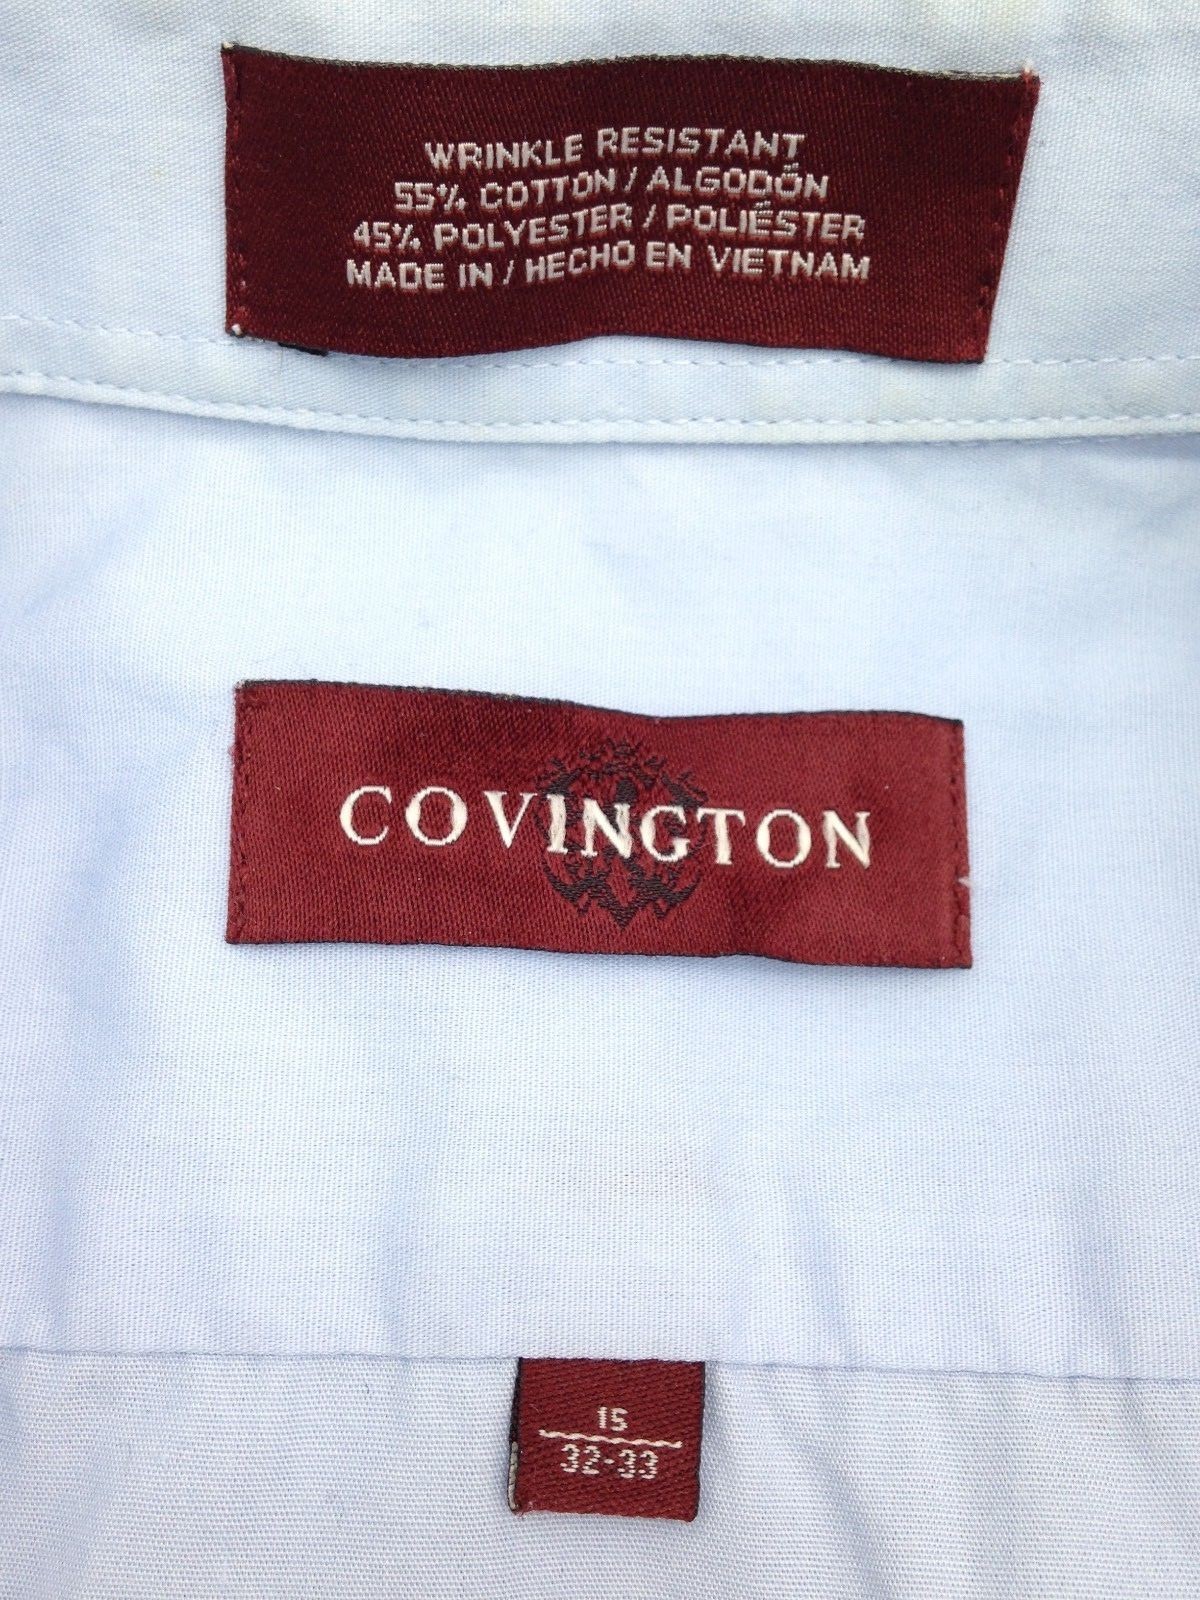 WRINKLE RESISTANT
55% COTTON / ALGODÓN
45% POLYESTER / POLIÉSTER
MADE IN / HECHO EN VIETNAM
COVINGTON
15
32-33